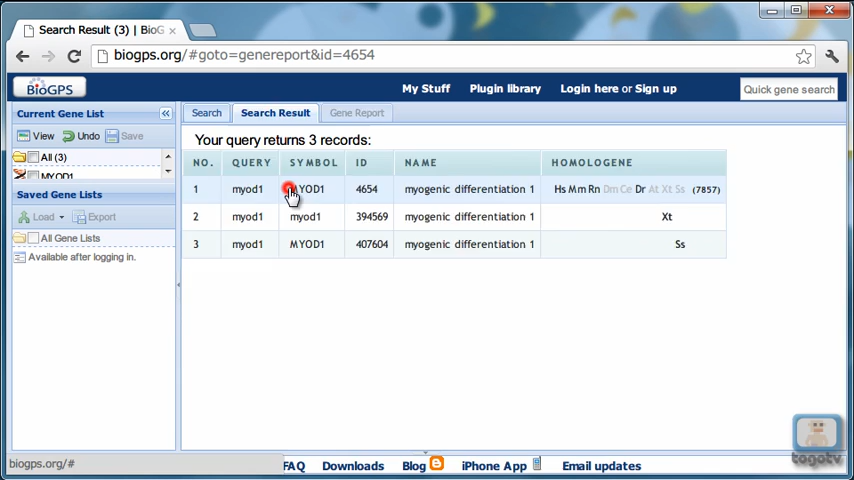 Search Result (3) | BioG
biogps.org/#goto=genereport&id=4654
BioGPS
My Stuff
Plugin library
Login here or Sign up
Quick gene search
Current Gene List
Search
Search Result
Gene Report
View
Undo
Save
Your query returns 3 records:
All (3)
MYOD1
NO. QUERY SYMBOL ID NAME HOMOLOGENE
1 myod1 MYOD1 4654 myogenic differentiation 1 Hs Mm Rn Dm Ce Dr At Xt Ss (7857)
2 myod1 myod1 394569 myogenic differentiation 1 Xt
3 myod1 MYOD1 407604 myogenic differentiation 1 Ss
Saved Gene Lists
Load
Export
All Gene Lists
Available after logging in.
biogps.org/#
FAQ
Downloads
Blog
iPhone App
Email updates
togotv